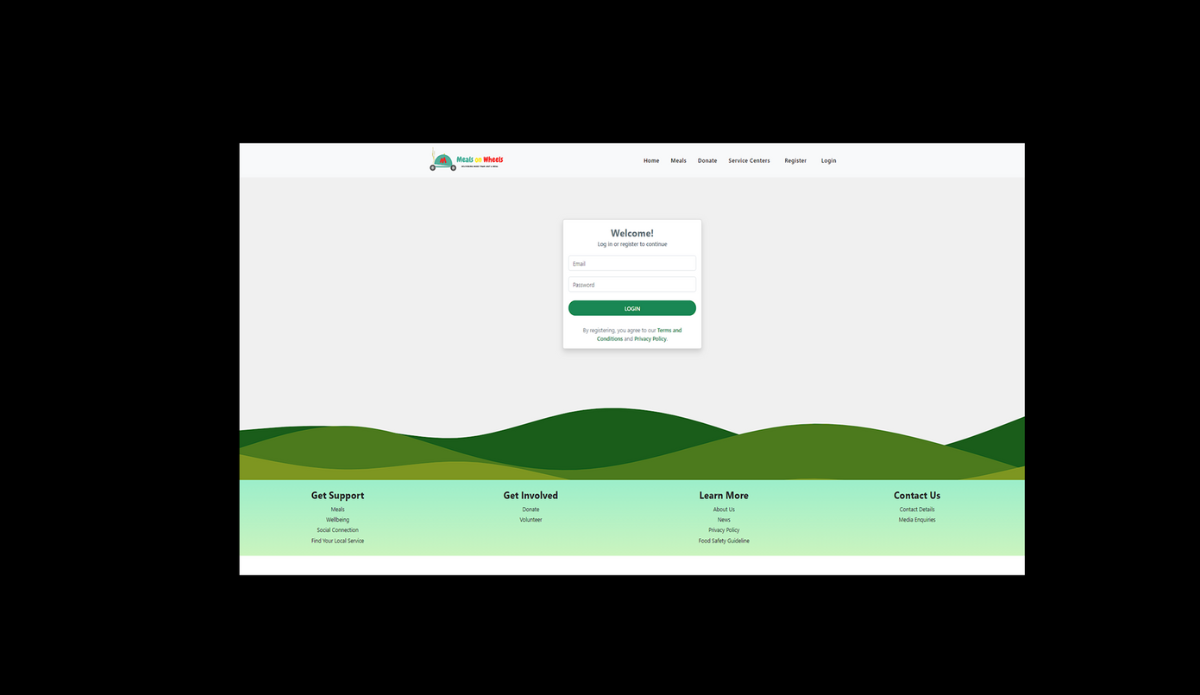 Meals on Wheels
Home Meals Donate Service Centers Register Login
Welcome!
Log in or register to continue
Email
Password
LOGIN
By registering, you agree to our Terms and
Conditions and Privacy Policy.
Get Support Get Involved Learn More Contact Us
Meals Donate About Us Contact Details
Wellbeing Volunteer News Media Enquiries
Social Connection Privacy Policy
Find Your Local Service Food Safety Guideline